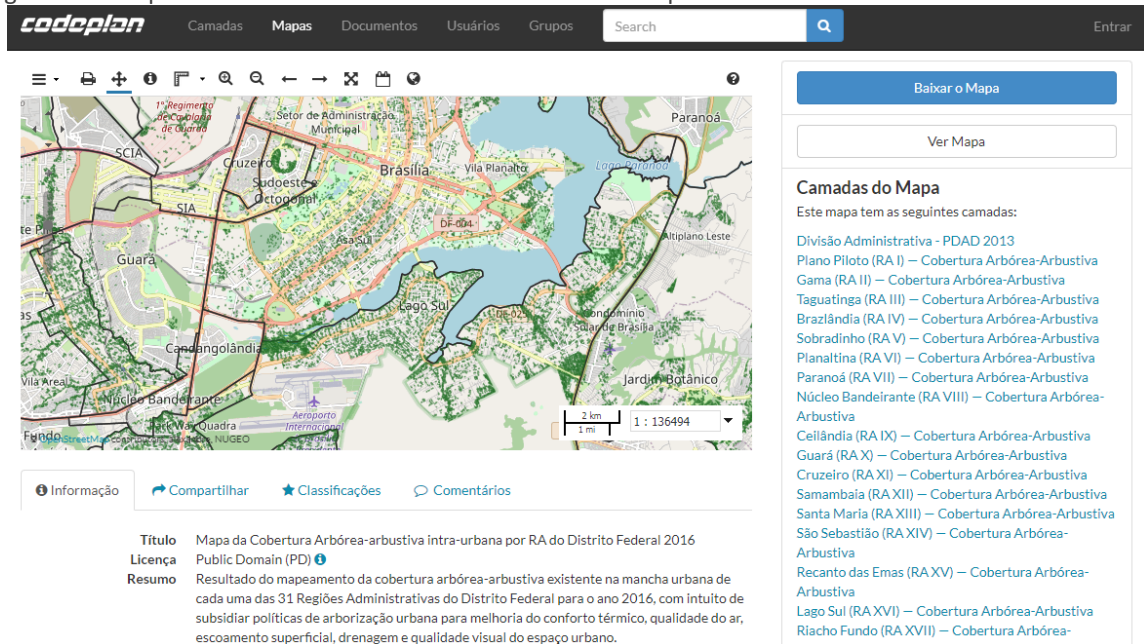 codeplan
Camadas
Mapas
Documentos
Usuários
Grupos
Search
Entrar
1º Regimento
de Cavalaria
de Guarda
Setor de Administração
Municipal
Paranoá
SCIA
Cruzeiro
Brasília
Vila Planalto
Lago Paranoá
Sudoeste e
Octogonal
SIA
DF-004
Asa Sul
Altiplano Leste
Guará
Lago Sul
DF-025
Condomínio
Solar de Brasília
Candangolândia
Vila Areal
Jardim Botânico
Núcleo Bandeirante
Aeroporto
Internacional
Park Way Quadra
2 km
1 mi
1 : 136494
OpenStreetMap
NUGEO
Baixar o Mapa
Ver Mapa
Camadas do Mapa
Este mapa tem as seguintes camadas:
Divisão Administrativa - PDAD 2013
Plano Piloto (RA I) — Cobertura Arbórea-Arbustiva
Gama (RA II) — Cobertura Arbórea-Arbustiva
Taguatinga (RA III) — Cobertura Arbórea-Arbustiva
Brazlândia (RA IV) — Cobertura Arbórea-Arbustiva
Sobradinho (RA V) — Cobertura Arbórea-Arbustiva
Planaltina (RA VI) — Cobertura Arbórea-Arbustiva
Paranoá (RA VII) — Cobertura Arbórea-Arbustiva
Núcleo Bandeirante (RA VIII) — Cobertura Arbórea-
Arbustiva
Ceilândia (RA IX) — Cobertura Arbórea-Arbustiva
Guará (RA X) — Cobertura Arbórea-Arbustiva
Cruzeiro (RA XI) — Cobertura Arbórea-Arbustiva
Samambaia (RA XII) — Cobertura Arbórea-Arbustiva
Santa Maria (RA XIII) — Cobertura Arbórea-Arbustiva
São Sebastião (RA XIV) — Cobertura Arbórea-
Arbustiva
Recanto das Emas (RA XV) — Cobertura Arbórea-
Arbustiva
Lago Sul (RA XVI) — Cobertura Arbórea-Arbustiva
Riacho Fundo (RA XVII) — Cobertura Arbórea-
Informação
Compartilhar
Classificações
Comentários
Título Mapa da Cobertura Arbórea-arbustiva intra-urbana por RA do Distrito Federal 2016
Licença Public Domain (PD)
Resumo Resultado do mapeamento da cobertura arbórea-arbustiva existente na mancha urbana de
cada uma das 31 Regiões Administrativas do Distrito Federal para o ano 2016, com intuito de
subsidiar políticas de arborização urbana para melhoria do conforto térmico, qualidade do ar,
escoamento superficial, drenagem e qualidade visual do espaço urbano.